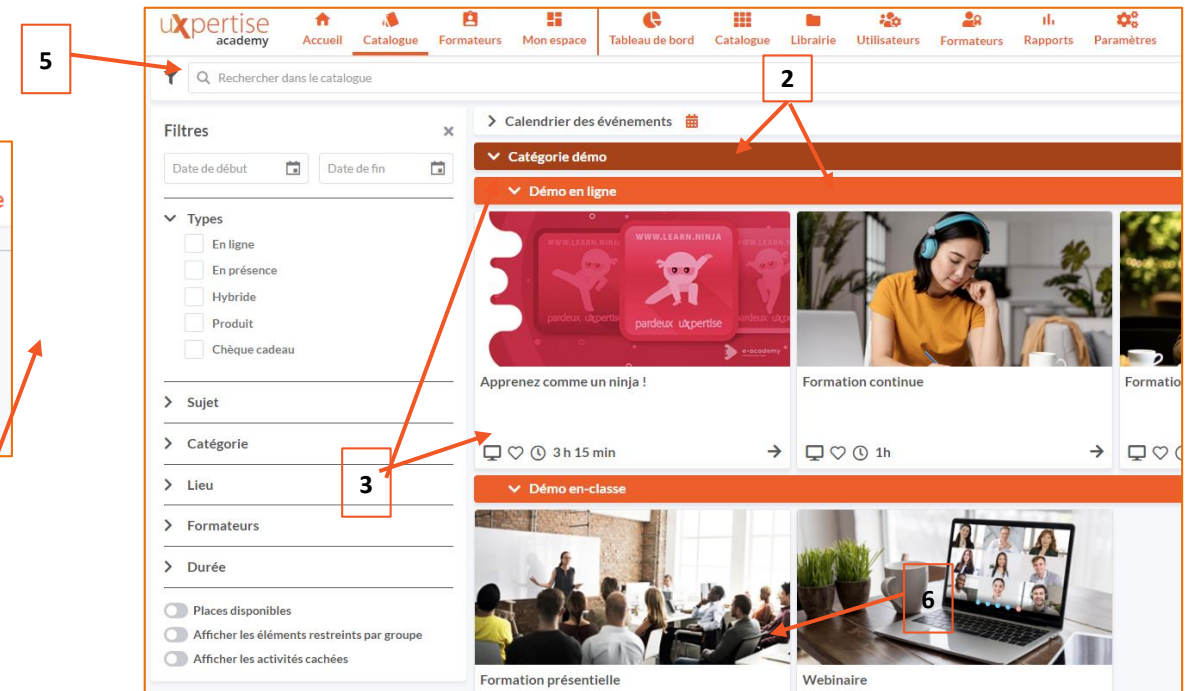 uxpertise
academy
Accueil Catalogue Formateurs Mon espace Tableau de bord Catalogue Librairie Utilisateurs Formateurs Rapports Paramètres
5
Rechercher dans le catalogue
2
Filtres
Date de début Date de fin
Types
En ligne
En présence
Hybride
Produit
Chèque cadeau
Sujet
Catégorie
Lieu
Formateurs
Durée
Places disponibles
Afficher les éléments restreints par groupe
Afficher les activités cachées
3
e
Calendrier des événements
Catégorie démo
Démo en ligne
WWW.LEARN.NINJA
pardeux uxpertise
e-academy
Apprenez comme un ninja !
3 h 15 min
Formation continue
1h
Formatio
Démo en-classe
6
Formation présentielle
Webinaire